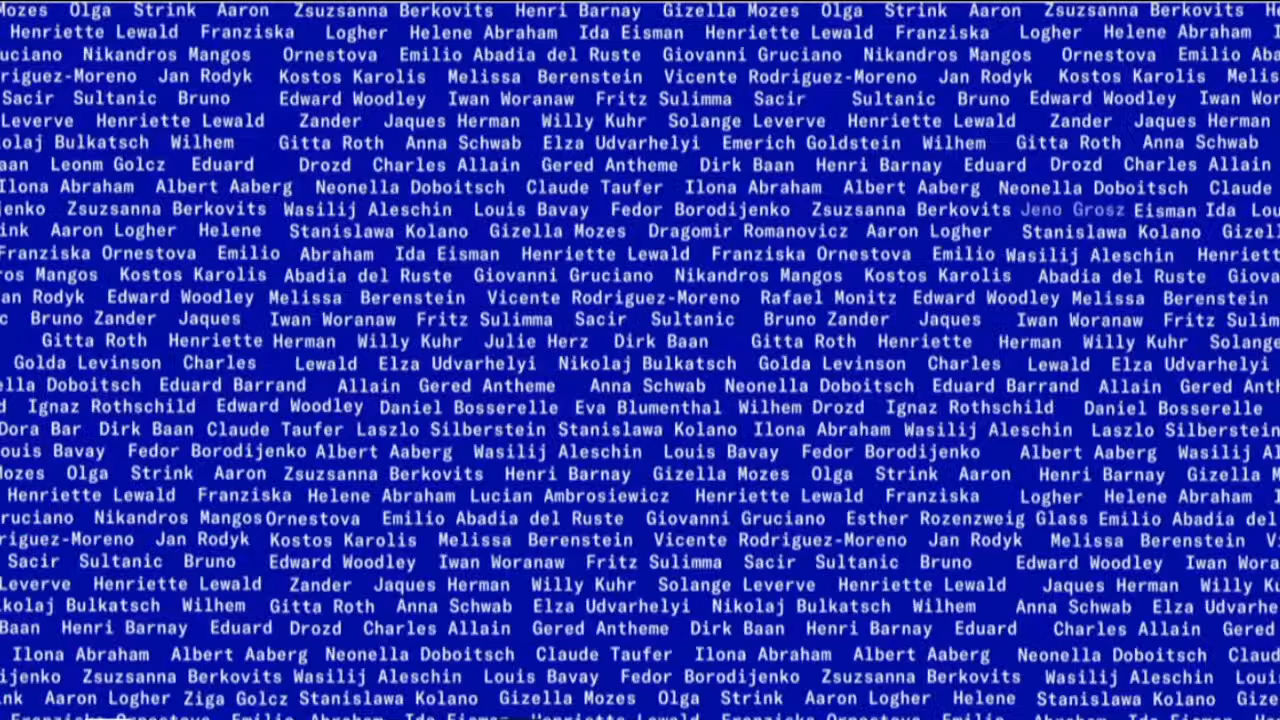 Mozes Olga Strink Aaron Zsuzsanna Berkovits Henri Barnay Gizella Mozes Olga Strink Aaron Zsuzsanna Berkovits
Henriette Lewald Franziska Logher Helene Abraham Ida Eisman Henriette Lewald Franziska Logher Helene Abraham
uciano Nikandros Mangos Ornestova Emilio Abadia del Ruste Giovanni Gruciano Nikandros Mangos Ornestova Emilio Aba
riguez-Moreno Jan Rodyk Kostos Karolis Melissa Berenstein Vicente Rodriguez-Moreno Jan Rodyk Kostos Karolis Melis
Sacir Sultanic Bruno Edward Woodley Iwan Woranaw Fritz Sulimma Sacir Sultanic Bruno Edward Woodley Iwan Wor
Leverve Henriette Lewald Zander Jaques Herman Willy Kuhr Solange Leverve Henriette Lewald Zander Jaques Herman
olaj Bulkatsch Wilhem Gitta Roth Anna Schwab Elza Udvarhelyi Emerich Goldstein Wilhem Gitta Roth Anna Schwab
aan Leonm Golcz Eduard Drozd Charles Allain Gered Antheme Dirk Baan Henri Barnay Eduard Drozd Charles Allain
Ilona Abraham Albert Aaberg Neonella Doboitsch Claude Taufer Ilona Abraham Albert Aaberg Neonella Doboitsch Claude
jenko Zsuzsanna Berkovits Wasilij Aleschin Louis Bavay Fedor Borodijenko Zsuzsanna Berkovits Jeno Grosz Eisman Ida Lou
ink Aaron Logher Helene Stanislawa Kolano Gizella Mozes Dragomir Romanovicz Aaron Logher Stanislawa Kolano Gizell
Franziska Ornestova Emilio Abraham Ida Eisman Henriette Lewald Franziska Ornestova Emilio Wasilij Aleschin Henriett
ros Mangos Kostos Karolis Abadia del Ruste Giovanni Gruciano Nikandros Mangos Kostos Karolis Abadia del Ruste Giova
an Rodyk Edward Woodley Melissa Berenstein Vicente Rodriguez-Moreno Rafael Monitz Edward Woodley Melissa Berenstein
c Bruno Zander Jaques Iwan Woranaw Fritz Sulimma Sacir Sultanic Bruno Zander Jaques Iwan Woranaw Fritz Sulim
Gitta Roth Henriette Herman Willy Kuhr Julie Herz Dirk Baan Gitta Roth Henriette Herman Willy Kuhr Solange
Golda Levinson Charles Lewald Elza Udvarhelyi Nikolaj Bulkatsch Golda Levinson Charles Lewald Elza Udvarhelyi
ella Doboitsch Eduard Barrand Allain Gered Antheme Anna Schwab Neonella Doboitsch Eduard Barrand Allain Gered Anth
d Ignaz Rothschild Edward Woodley Daniel Bosserelle Eva Blumenthal Wilhem Drozd Ignaz Rothschild Daniel Bosserelle
Dora Bar Dirk Baan Claude Taufer Laszlo Silberstein Stanislawa Kolano Ilona Abraham Wasilij Aleschin Laszlo Silberstein
ouis Bavay Fedor Borodijenko Albert Aaberg Wasilij Aleschin Louis Bavay Fedor Borodijenko Albert Aaberg Wasilij Al
Mozes Olga Strink Aaron Zsuzsanna Berkovits Henri Barnay Gizella Mozes Olga Strink Aaron Henri Barnay Gizella M
Henriette Lewald Franziska Helene Abraham Lucian Ambrosiewicz Henriette Lewald Franziska Logher Helene Abraham
ruciano Nikandros Mangos Ornestova Emilio Abadia del Ruste Giovanni Gruciano Esther Rozenzweig Glass Emilio Abadia del
riguez-Moreno Jan Rodyk Kostos Karolis Melissa Berenstein Vicente Rodriguez-Moreno Jan Rodyk Melissa Berenstein V
Sacir Sultanic Bruno Edward Woodley Iwan Woranaw Fritz Sulimma Sacir Sultanic Bruno Edward Woodley Iwan Wora
Leverve Henriette Lewald Zander Jaques Herman Willy Kuhr Solange Leverve Henriette Lewald Jaques Herman Willy K
kolaj Bulkatsch Wilhem Gitta Roth Anna Schwab Elza Udvarhelyi Nikolaj Bulkatsch Wilhem Anna Schwab Elza Udvarhe
Baan Henri Barnay Eduard Drozd Charles Allain Gered Antheme Dirk Baan Henri Barnay Eduard Charles Allain Gered
Ilona Abraham Albert Aaberg Neonella Doboitsch Claude Taufer Ilona Abraham Albert Aaberg Neonella Doboitsch Claud
ijenko Zsuzsanna Berkovits Wasilij Aleschin Louis Bavay Fedor Borodijenko Zsuzsanna Berkovits Wasilij Aleschin Loui
nk Aaron Logher Ziga Golcz Stanislawa Kolano Gizella Mozes Olga Strink Aaron Logher Helene Stanislawa Kolano Giz